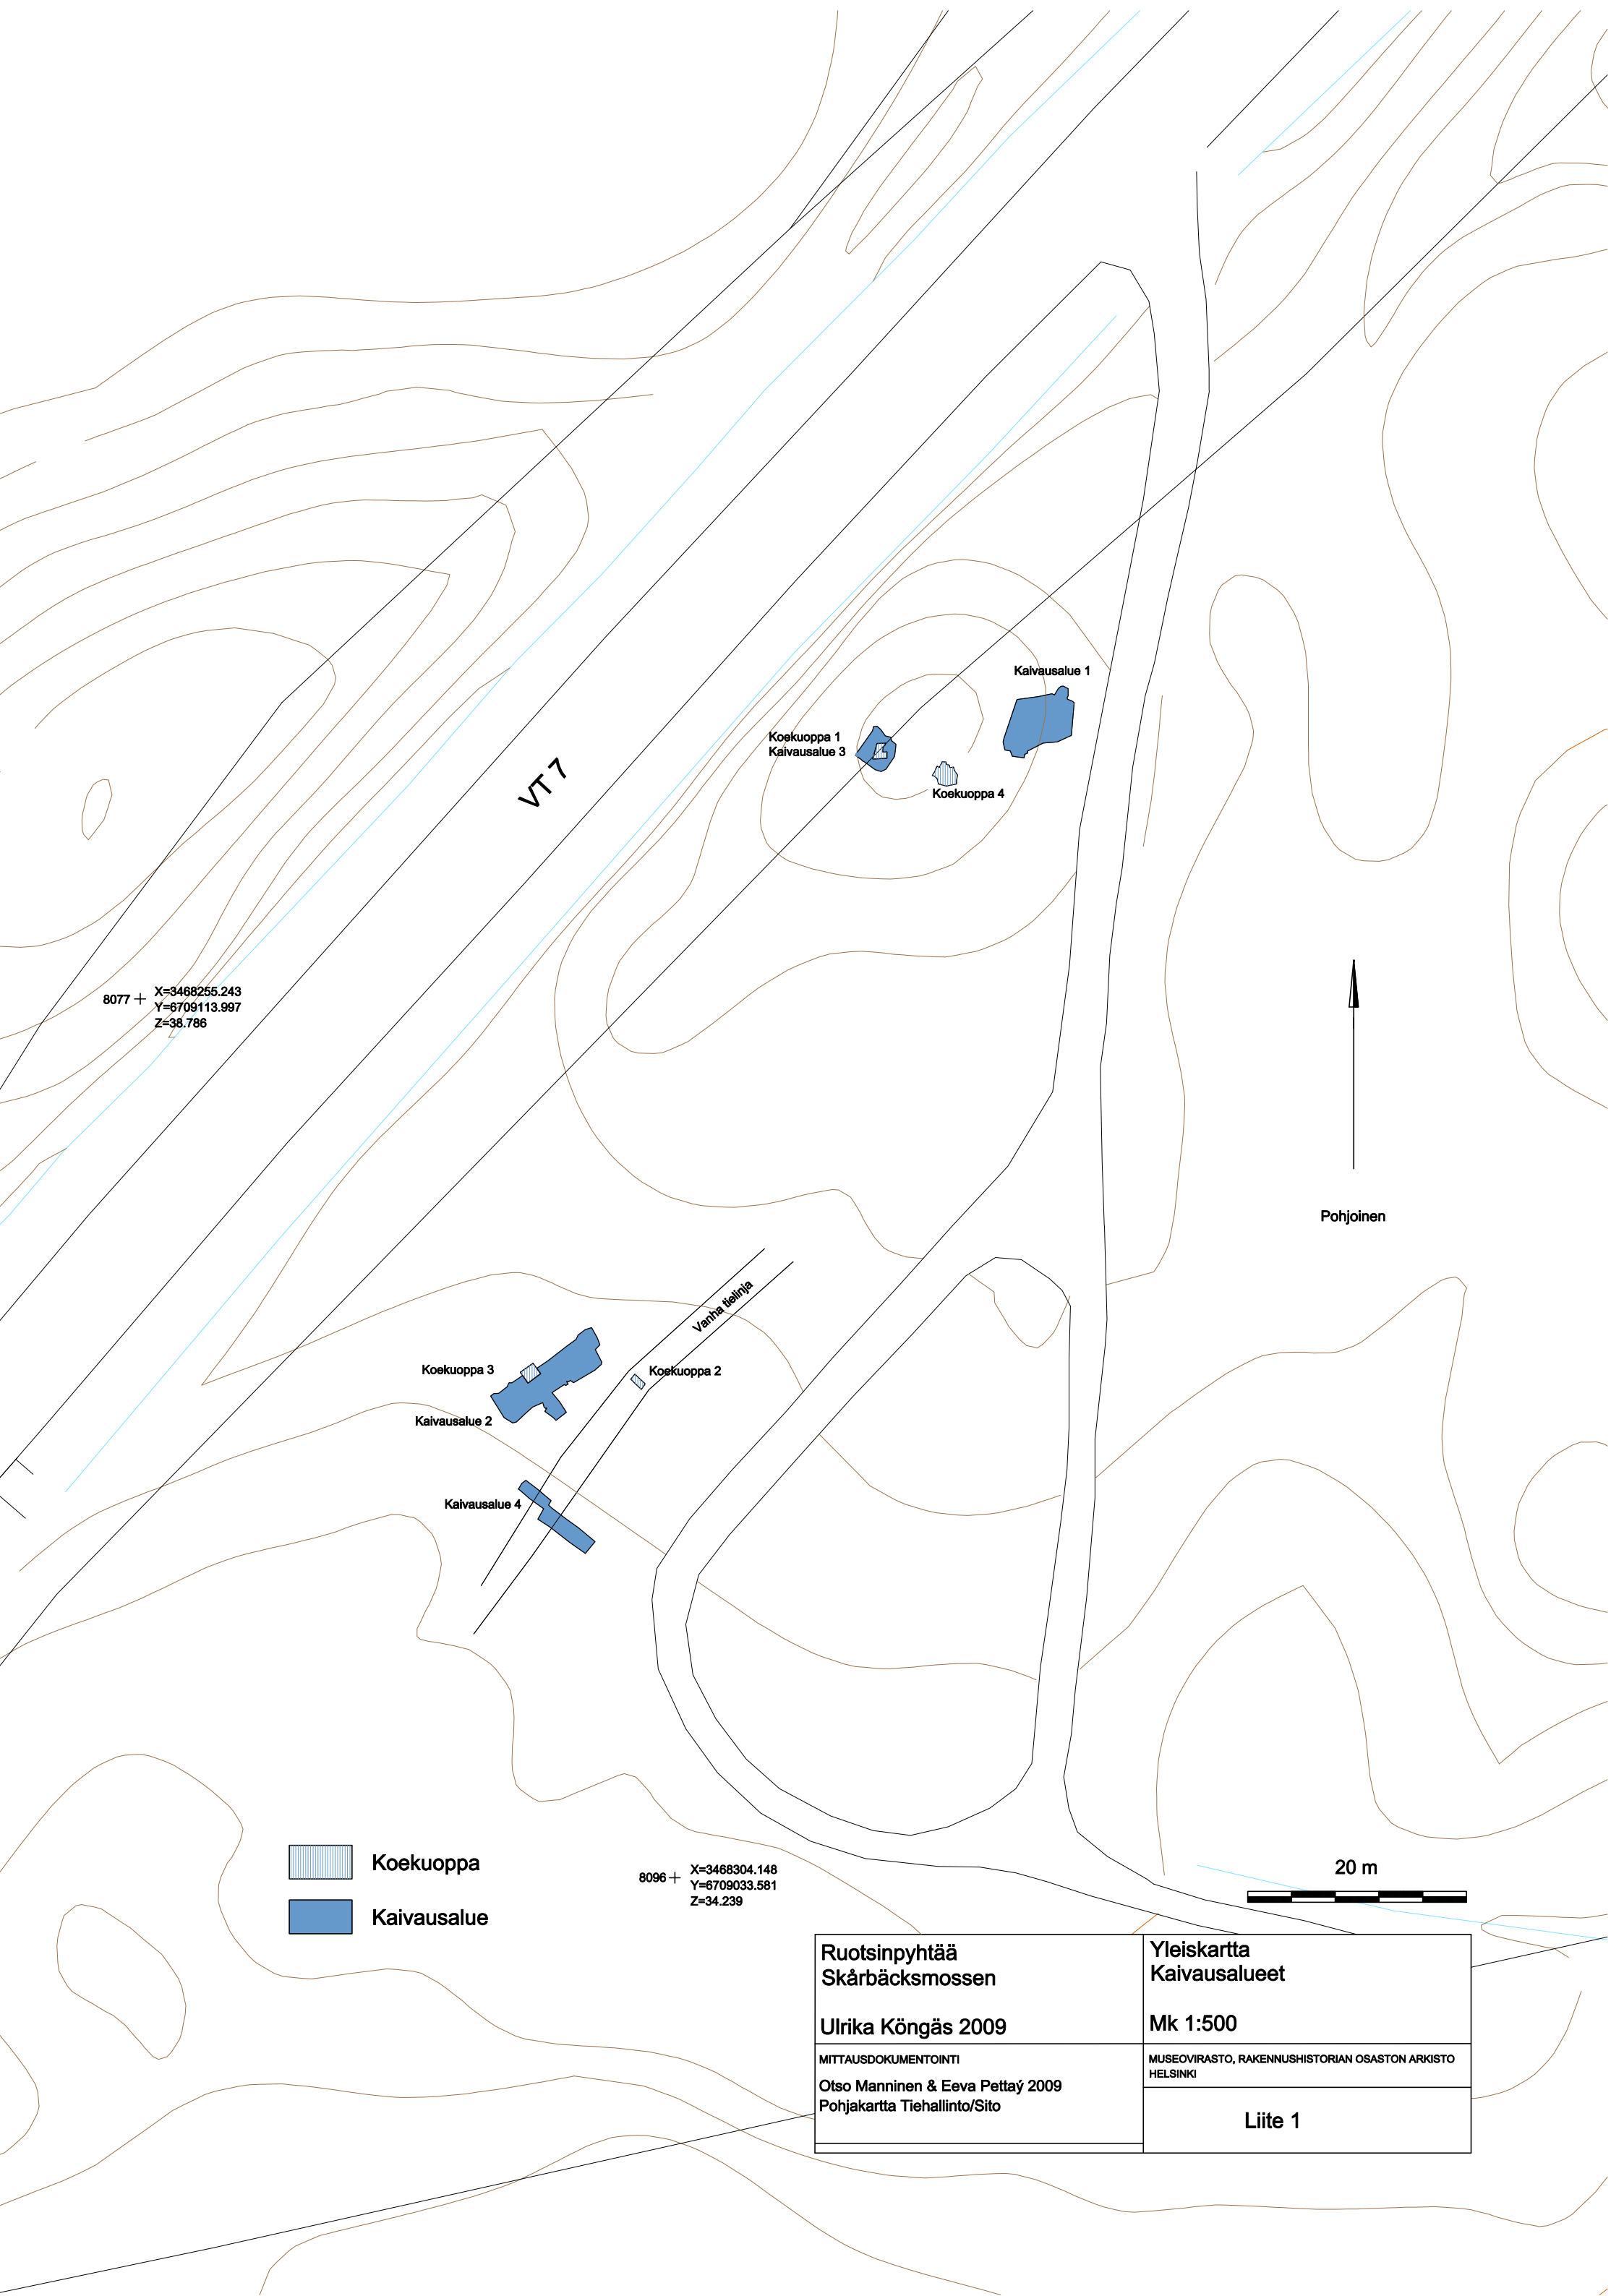 Kaivausalue 1
Koekuoppa 1
Kaivausalue 3
Koekuoppa 4
VT 7
8077
X=3468255.243
Y=6709113.997
Z=38.786
Pohjoinen
Vanha tielinja
Koekuoppa 3
Koekuoppa 2
Kaivausalue 2
Kaivausalue 4
Koekuoppa
Kaivausalue
8096
X=3468304.148
Y=6709033.581
Z=34.239
20 m
Ruotsinpyhtää
Skårbäcksmossen
Ulrika Köngäs 2009
Yleiskartta
Kaivausalueet
Mk 1:500
MITTAUSDOKUMENTOINTI
Otso Manninen & Eeva Pettaý 2009
Pohjakartta Tiehallinto/Sito
MUSEOVIRASTO, RAKENNUSHISTORIAN OSASTON ARKISTO
HELSINKI
Liite 1